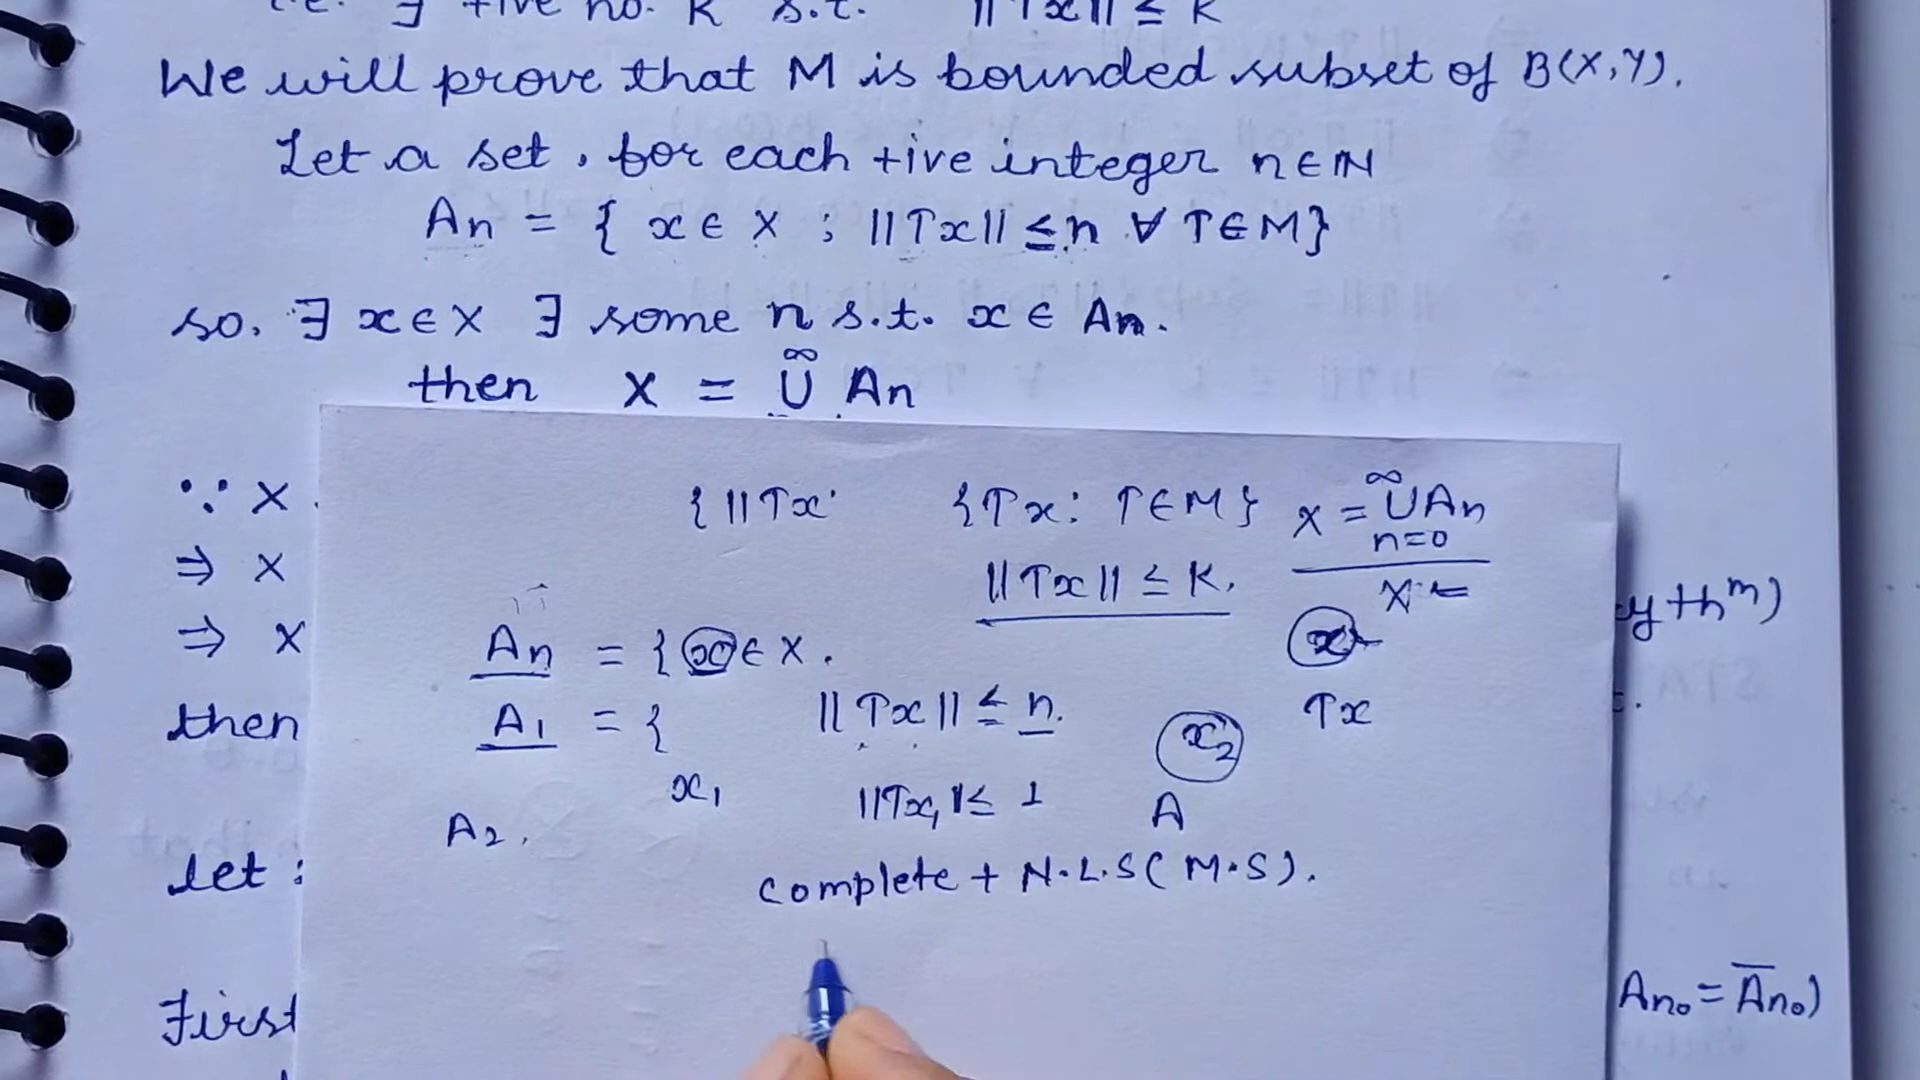 i.e. ∃ +ive no. K s.t. ||Tx|| ≤ K
We will prove that M is bounded subset of B(X,Y).
Let a set, for each +ive integer n∈ℕ
An = { x∈X ; ||Tx|| ≤ n ∀ T∈M}
so, ∃ x∈X ∃ some n s.t. x∈An.
then X = ∞∪ An
∵ X
⇒ X
⇒ X
then
Let :
First
{||Tx
{Tx: T∈M}
X = ∞∪An n=0
||Tx|| ≤ K.
X ←
An = {x∈X.
x
A1 = {
||Tx|| ≤ n.
Tx
x2
x1
||Tx1|| ≤ 1
A
A2.
complete + N.L.S(M.S).
y thm)
t.
An₀ = A̅n₀)